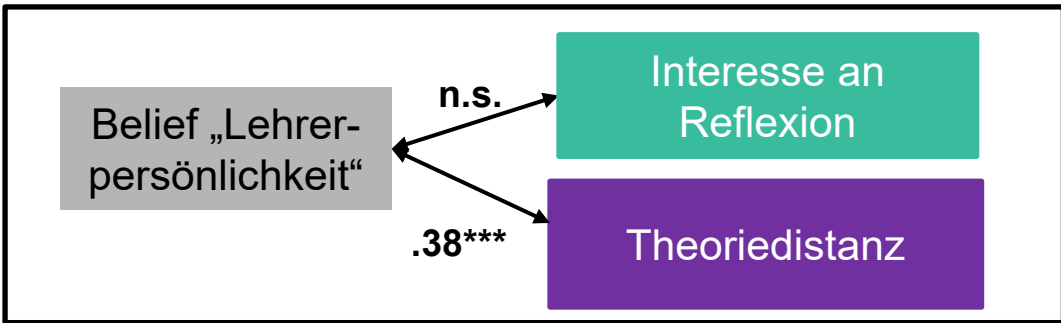 Belief „Lehrer-
persönlichkeit“
n.s.
.38***
Interesse an
Reflexion
Theoriedistanz